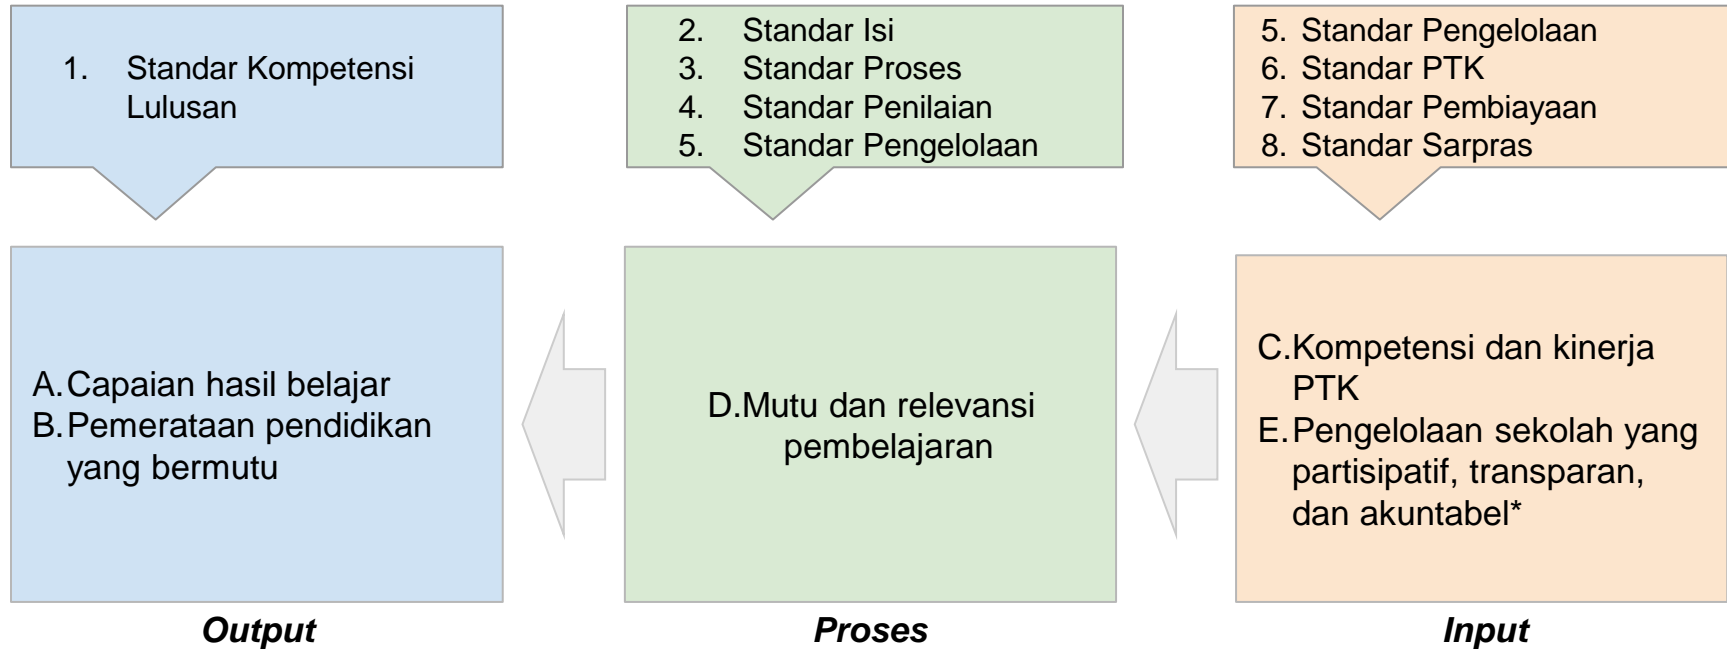 1. Standar Kompetensi
Lulusan
2. Standar Isi
3. Standar Proses
4. Standar Penilaian
5. Standar Pengelolaan
5. Standar Pengelolaan
6. Standar PTK
7. Standar Pembiayaan
8. Standar Sarpras
A. Capaian hasil belajar
B. Pemerataan pendidikan
yang bermutu
D. Mutu dan relevansi
pembelajaran
C. Kompetensi dan kinerja
PTK
E. Pengelolaan sekolah yang
partisipatif, transparan,
dan akuntabel*
Output
Proses
Input